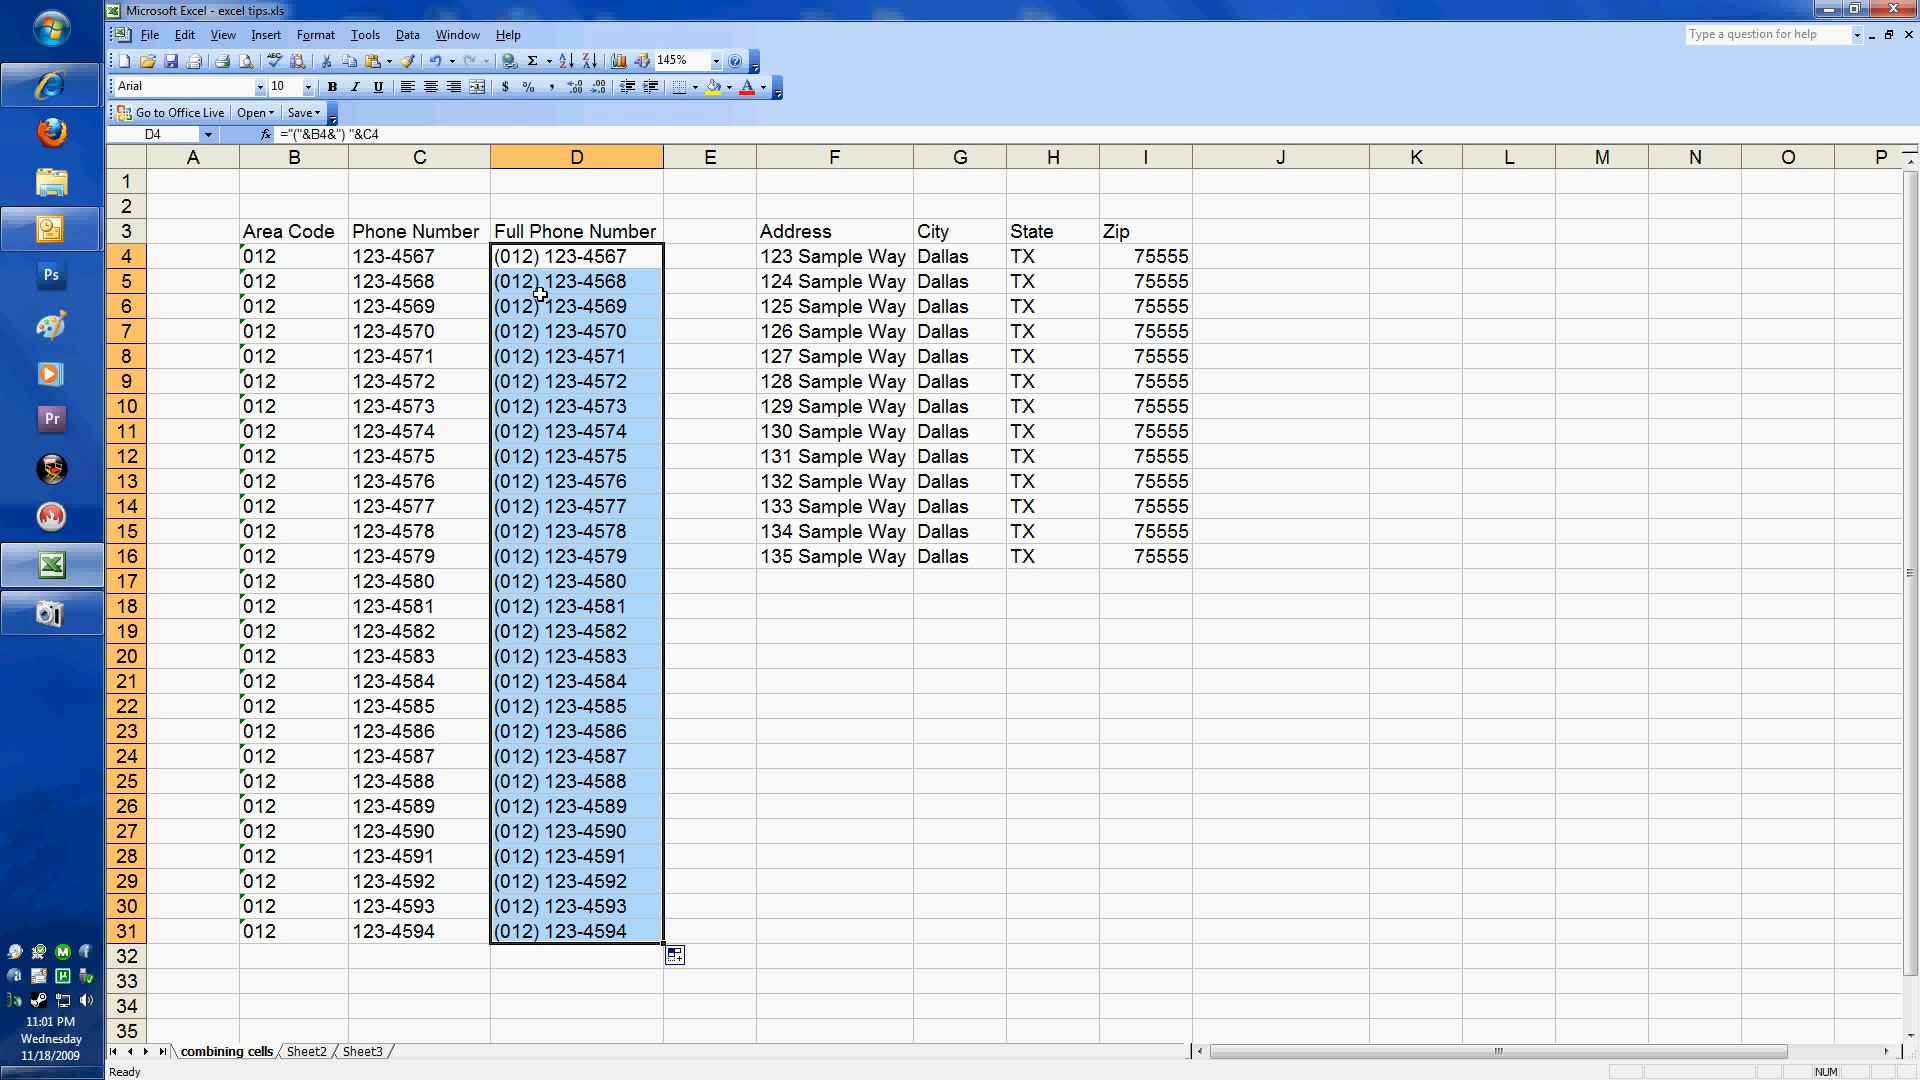 Microsoft Excel - excel tips.xls
File Edit View Insert Format Tools Data Window Help
Type a question for help
145%
Arial 10 B I U $ % ,
Go to Office Live Open Save
D4 fx ="("&B4&") "&C4
A B C D E F G H I J K L M N O P
1
2
3 Area Code Phone Number Full Phone Number Address City State Zip
4 012 123-4567 (012) 123-4567 123 Sample Way Dallas TX 75555
5 012 123-4568 (012) 123-4568 124 Sample Way Dallas TX 75555
6 012 123-4569 (012) 123-4569 125 Sample Way Dallas TX 75555
7 012 123-4570 (012) 123-4570 126 Sample Way Dallas TX 75555
8 012 123-4571 (012) 123-4571 127 Sample Way Dallas TX 75555
9 012 123-4572 (012) 123-4572 128 Sample Way Dallas TX 75555
10 012 123-4573 (012) 123-4573 129 Sample Way Dallas TX 75555
11 012 123-4574 (012) 123-4574 130 Sample Way Dallas TX 75555
12 012 123-4575 (012) 123-4575 131 Sample Way Dallas TX 75555
13 012 123-4576 (012) 123-4576 132 Sample Way Dallas TX 75555
14 012 123-4577 (012) 123-4577 133 Sample Way Dallas TX 75555
15 012 123-4578 (012) 123-4578 134 Sample Way Dallas TX 75555
16 012 123-4579 (012) 123-4579 135 Sample Way Dallas TX 75555
17 012 123-4580 (012) 123-4580
18 012 123-4581 (012) 123-4581
19 012 123-4582 (012) 123-4582
20 012 123-4583 (012) 123-4583
21 012 123-4584 (012) 123-4584
22 012 123-4585 (012) 123-4585
23 012 123-4586 (012) 123-4586
24 012 123-4587 (012) 123-4587
25 012 123-4588 (012) 123-4588
26 012 123-4589 (012) 123-4589
27 012 123-4590 (012) 123-4590
28 012 123-4591 (012) 123-4591
29 012 123-4592 (012) 123-4592
30 012 123-4593 (012) 123-4593
31 012 123-4594 (012) 123-4594
32
33
34
35
combining cells Sheet2 Sheet3
Ready NUM
Ps
Pr
11:01 PM
Wednesday
11/18/2009